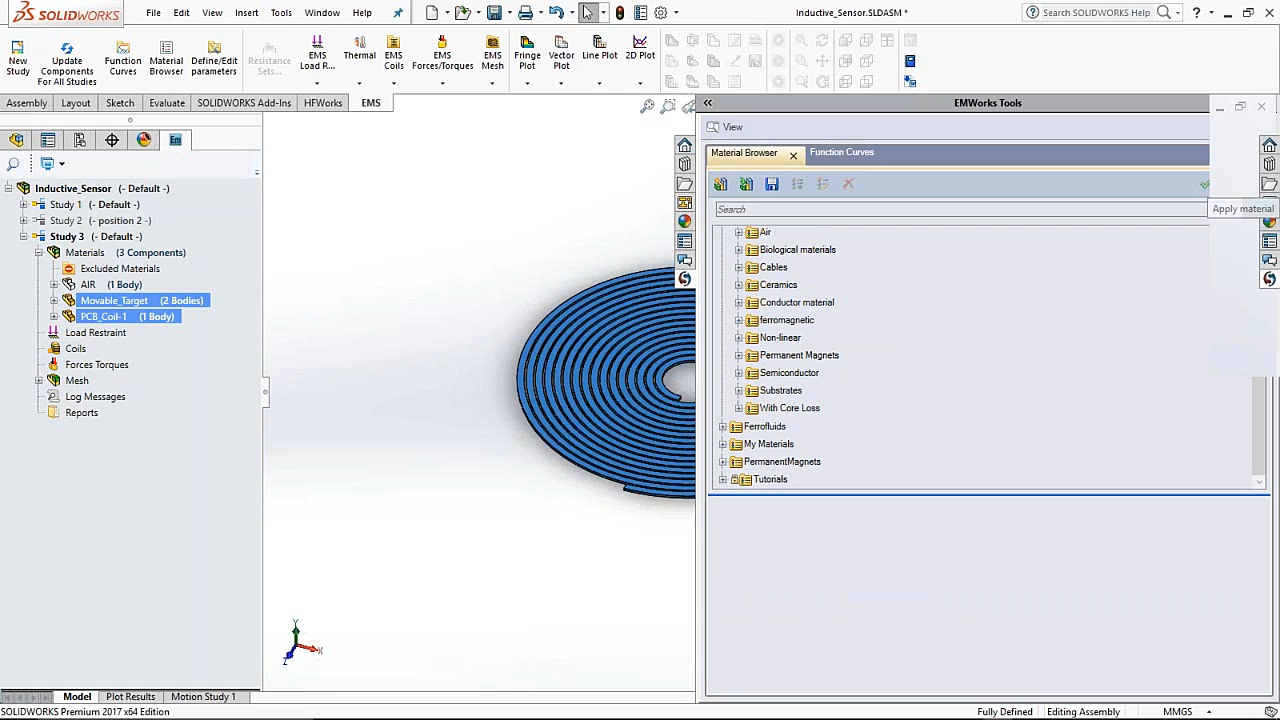 SOLIDWORKS
File Edit View Insert Tools Window Help
Inductive_Sensor.SLDASM *
Search SOLIDWORKS Help
New Study
Update Components For All Studies
Function Curves
Material Browser
Define/Edit parameters
Resistance Sets...
EMS Load R...
Thermal
EMS Coils
EMS Forces/Torques
EMS Mesh
Fringe Plot
Vector Plot
Line Plot
2D Plot
Assembly Layout Sketch Evaluate SOLIDWORKS Add-Ins HFWorks EMS
EMWorks Tools
View
Material Browser
Function Curves
Search
Apply material
Inductive_Sensor (- Default -)
Study 1 (- Default -)
Study 2 (- position 2 -)
Study 3 (- Default -)
Materials (3 Components)
Excluded Materials
AIR (1 Body)
Movable_Target (2 Bodies)
PCB_Coil-1 (1 Body)
Load Restraint
Coils
Forces Torques
Mesh
Log Messages
Reports
Air
Biological materials
Cables
Ceramics
Conductor material
ferromagnetic
Non-linear
Permanent Magnets
Semiconductor
Substrates
With Core Loss
Ferrofluids
My Materials
PermanentMagnets
Tutorials
Y
X
Z
Model Plot Results Motion Study 1
SOLIDWORKS Premium 2017 x64 Edition
Fully Defined Editing Assembly MMGS